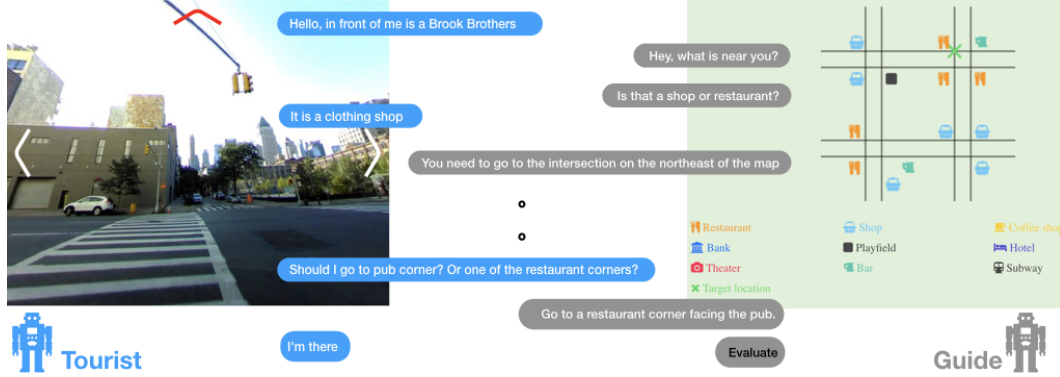 Hello, in front of me is a Brook Brothers
Hey, what is near you?
Is that a shop or restaurant?
It is a clothing shop
You need to go to the intersection on the northeast of the map
Should I go to pub corner? Or one of the restaurant corners?
Go to a restaurant corner facing the pub.
I'm there
Evaluate
Tourist
Restaurant
Shop
Coffee shop
Bank
Playfield
Hotel
Theater
Bar
Subway
Target location
Guide